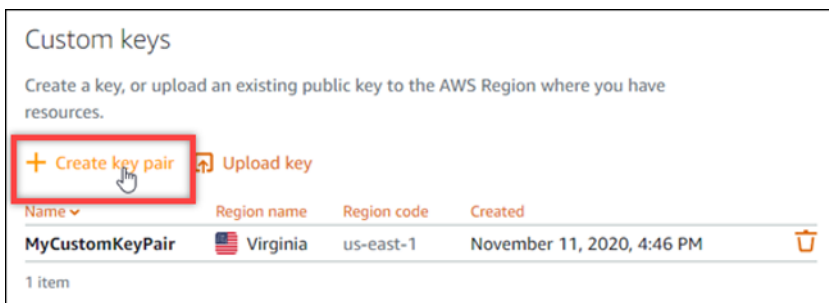 Custom keys
Create a key, or upload an existing public key to the AWS Region where you have
resources.
+ Create key pair Upload key
Name Region name Region code Created
MyCustomKeyPair Virginia us-east-1 November 11, 2020, 4:46 PM
1 item